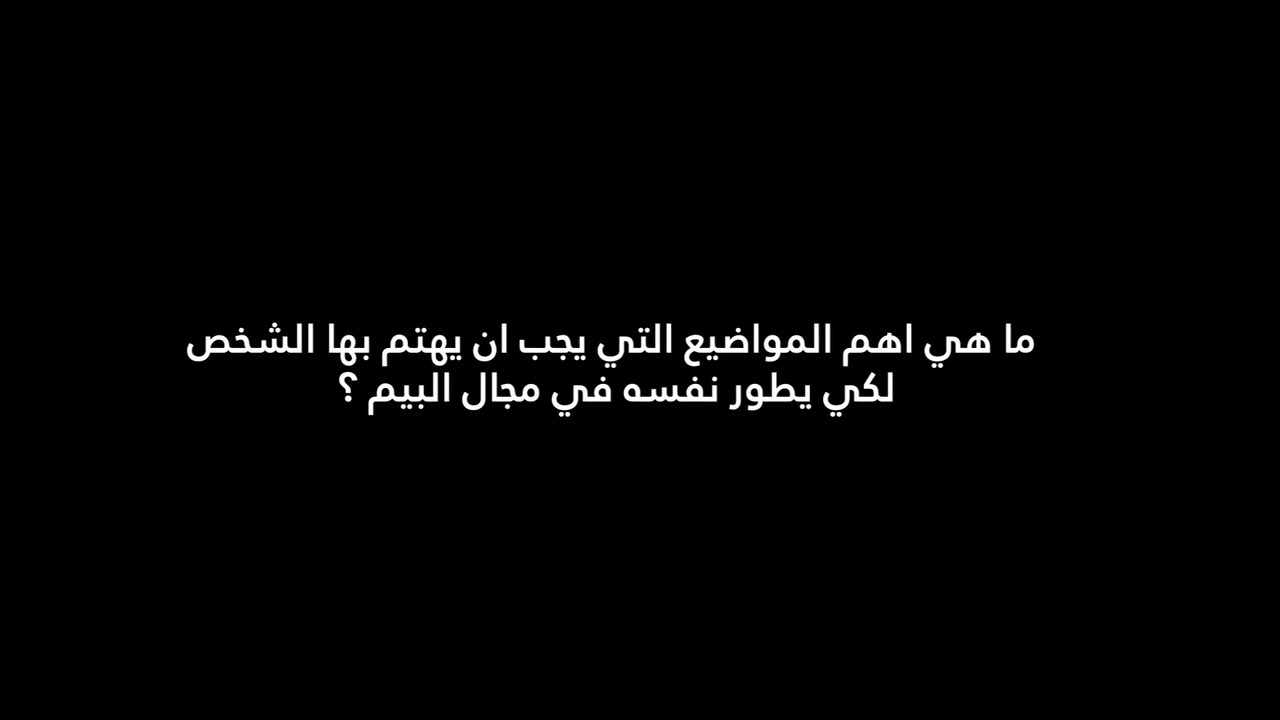 ما هي اهم المواضيع التي يجب ان يهتم بها الشخص
لكي يطور نفسه في مجال البيم ؟